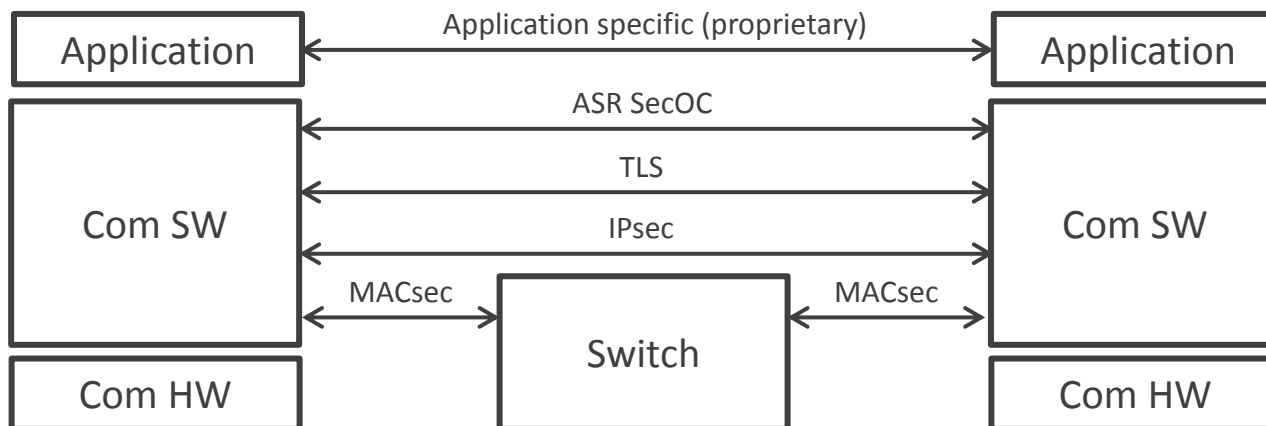 Application specific (proprietary)
Application
Application
ASR SecOC
TLS
Com SW
Com SW
IPsec
MACsec
MACsec
Switch
Com HW
Com HW